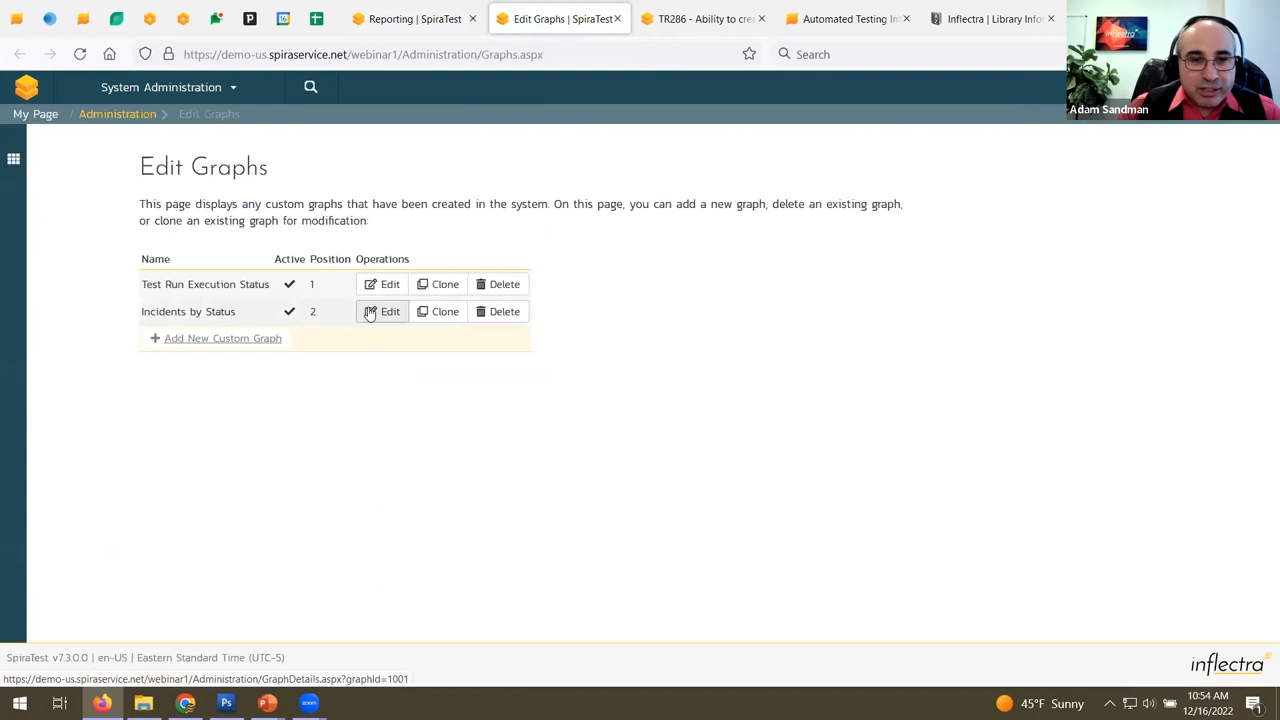 Reporting | SpiraTest
Edit Graphs | SpiraTest
TR286 - Ability to cre
Automated Testing In
Inflectra | Library Info
https://demo-us.spiraservice.net/webinar1/Administration/Graphs.aspx
Search
inflectra
Adam Sandman
System Administration
My Page / Administration > Edit Graphs
Edit Graphs
This page displays any custom graphs that have been created in the system. On this page, you can add a new graph, delete an existing graph,
or clone an existing graph for modification:
Name Active Position Operations
Test Run Execution Status 1 Edit Clone Delete
Incidents by Status 2 Edit Clone Delete
+ Add New Custom Graph
SpiraTest v7.3.0.0 | en-US | Eastern Standard Time (UTC-5)
inflectra
https://demo-us.spiraservice.net/webinar1/Administration/GraphDetails.aspx?graphId=1001
45°F Sunny
10:54 AM
12/16/2022